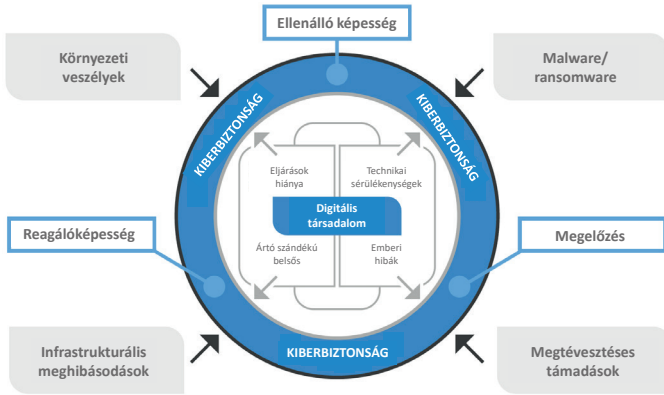 Ellenálló képesség
Környezeti
veszélyek
Malware/
ransomware
KIBERBIZTONSÁG
KIBERBIZTONSÁG
Eljárások
hiánya
Technikai
sérülékenységek
Digitális
társadalom
Reagálóképesség
Megelőzés
Ártó szándékú
belsős
Emberi
hibák
Infrastrukturális
meghibásodások
KIBERBIZTONSÁG
Megtévesztéses
támadások